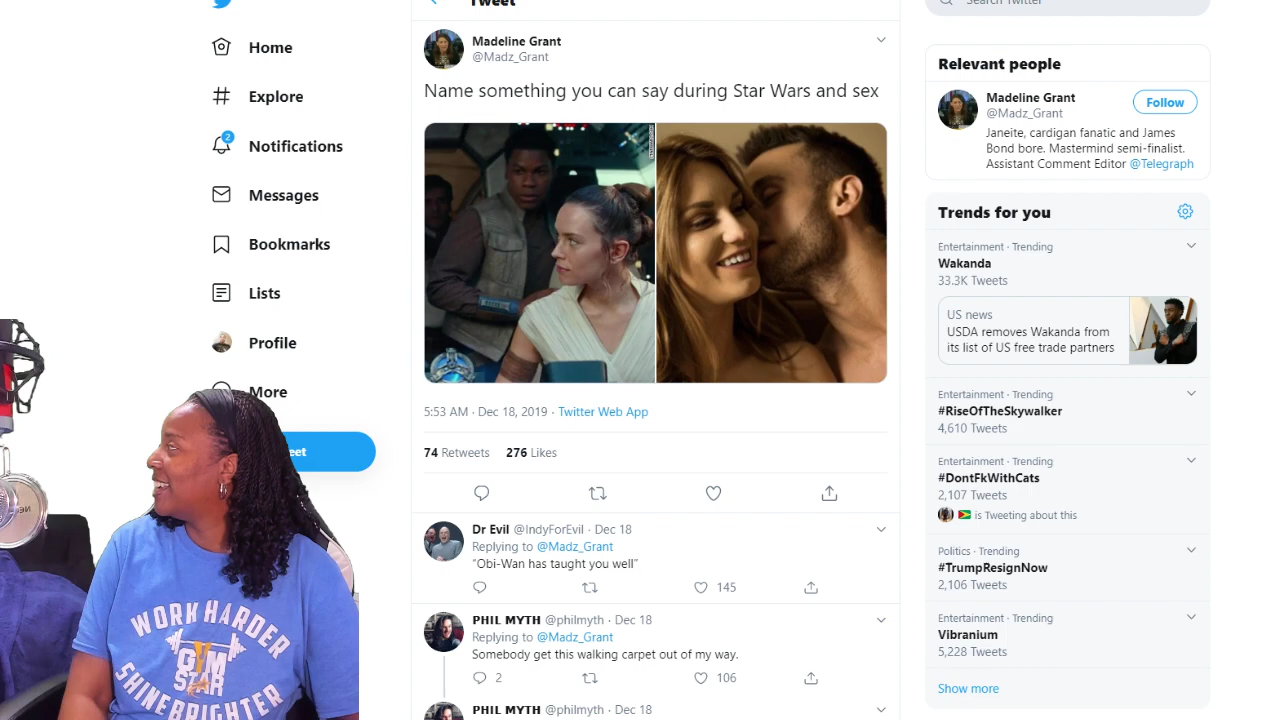 Tweet
Search Twitter
Home
Explore
2
Notifications
Messages
Bookmarks
Lists
Profile
More
eet
Madeline Grant
@Madz_Grant
Name something you can say during Star Wars and sex
5:53 AM · Dec 18, 2019 · Twitter Web App
74 Retweets 276 Likes
Dr Evil @IndyForEvil · Dec 18
Replying to @Madz_Grant
“Obi-Wan has taught you well”
145
PHIL MYTH @philmyth · Dec 18
Replying to @Madz_Grant
Somebody get this walking carpet out of my way.
2 106
PHIL MYTH @philmyth · Dec 18
Relevant people
Madeline Grant
@Madz_Grant
Follow
Janeite, cardigan fanatic and James
Bond bore. Mastermind semi-finalist.
Assistant Comment Editor @Telegraph
Trends for you
Entertainment · Trending
Wakanda
33.3K Tweets
US news
USDA removes Wakanda from
its list of US free trade partners
Entertainment · Trending
#RiseOfTheSkywalker
4,610 Tweets
Entertainment · Trending
#DontFkWithCats
2,107 Tweets
is Tweeting about this
Politics · Trending
#TrumpResignNow
2,106 Tweets
Entertainment · Trending
Vibranium
5,228 Tweets
Show more
WORK HARDER
GYM
STAR
SHINE BRIGHTER